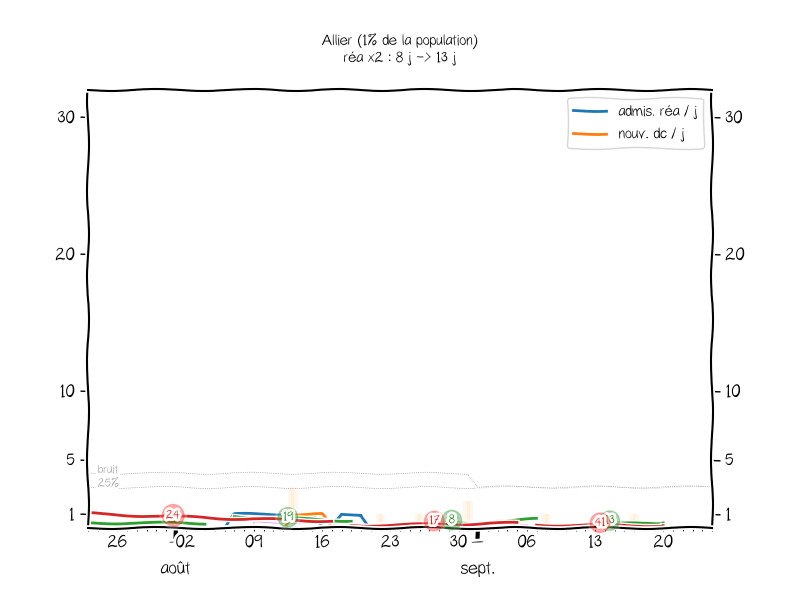 Allier (1% de la population)
réa x2 : 8 j -> 13 j
admis. réa / j
nouv. dc / j
30 30
20 20
10 10
5 5
bruit
25%
1 1
24 19 17 8 41 3
26 02 09 16 23 30 06 13 20
août sept.